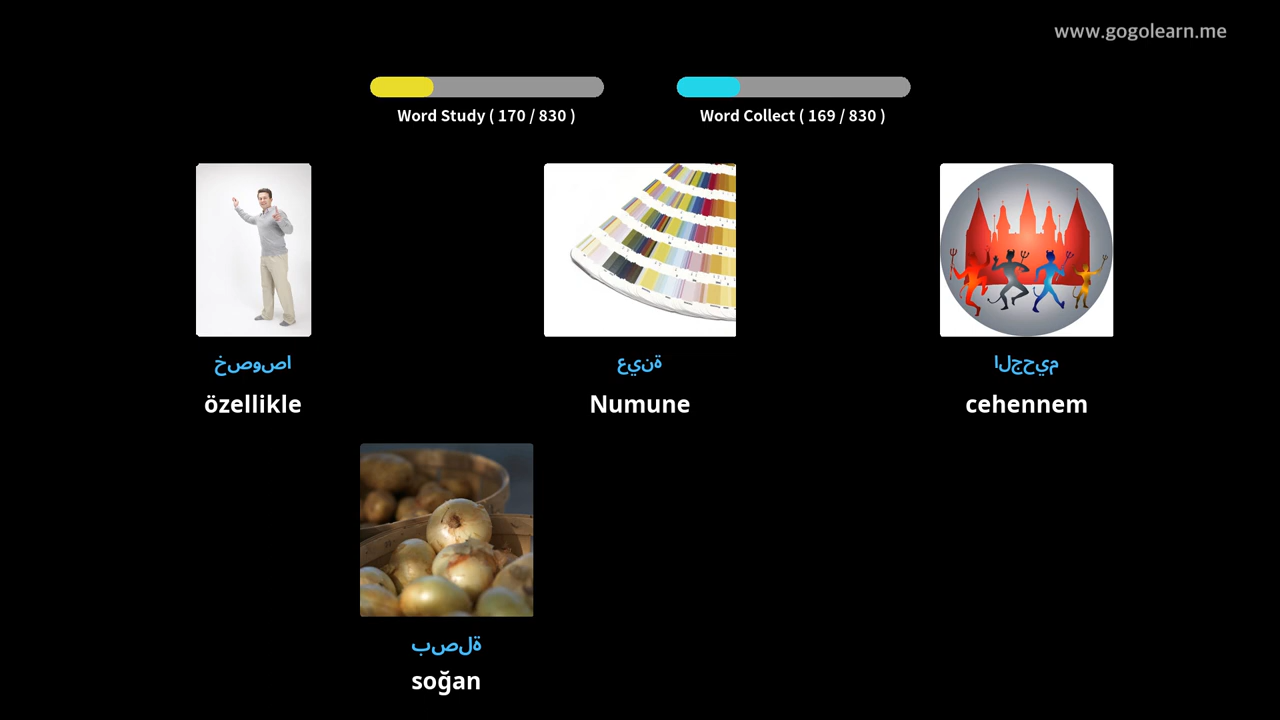 www.gogolearn.me
Word Study ( 170 / 830 )
Word Collect ( 169 / 830 )
خصوصا
özellikle
عينة
Numune
الجحيم
cehennem
بصلة
soğan